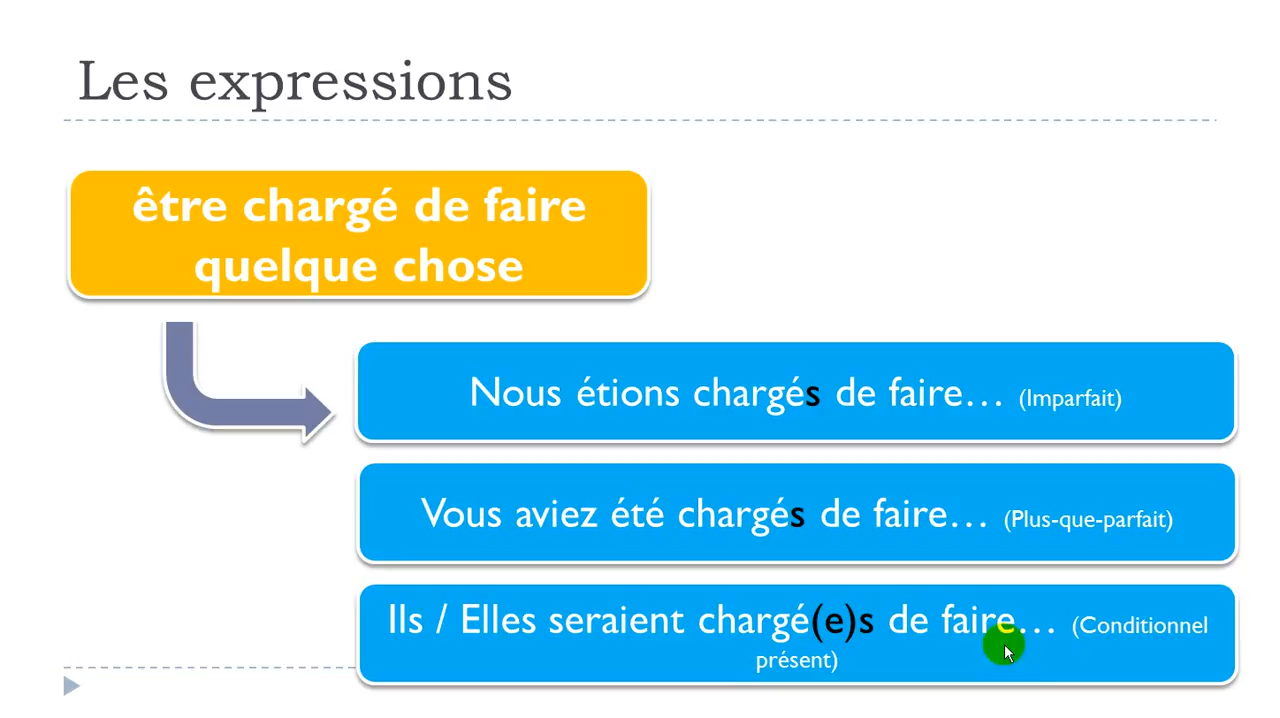 Les expressions
être chargé de faire
quelque chose
Nous étions chargés de faire… (Imparfait)
Vous aviez été chargés de faire… (Plus-que-parfait)
Ils / Elles seraient chargé(e)s de faire… (Conditionnel
présent)